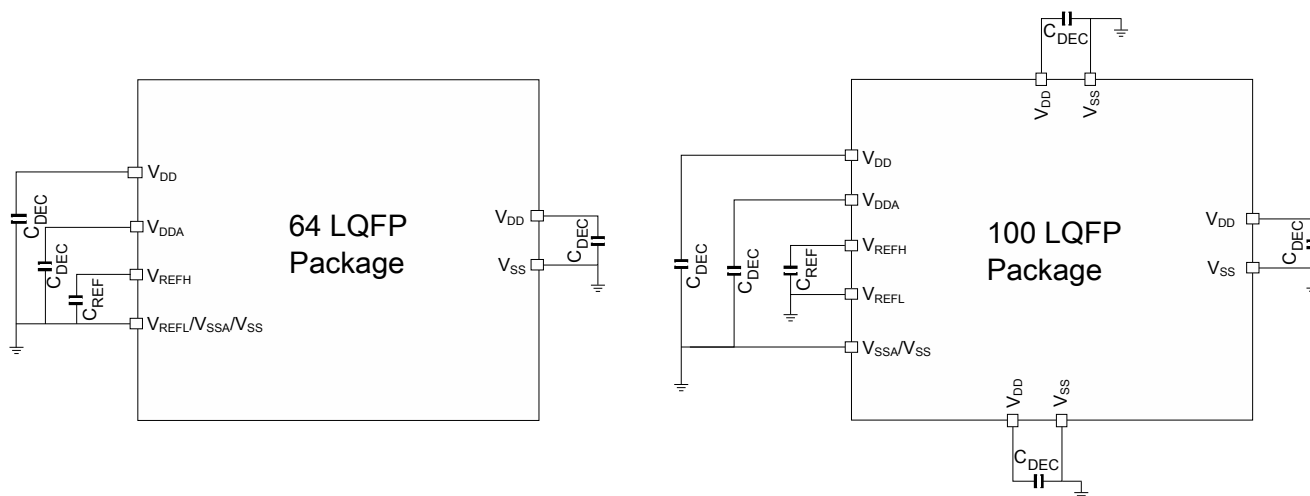 V_DD
C_DEC
V_DDA
C_DEC
V_REFH
C_REF
V_REFL/V_SSA/V_SS
64 LQFP
Package
V_DD
C_DEC
V_SS
C_DEC
V_DD
V_SS
V_DD
C_DEC
V_DDA
C_DEC
V_REFH
C_REF
V_REFL
V_SSA/V_SS
100 LQFP
Package
V_DD
C_DEC
V_SS
V_DD
V_SS
C_DEC